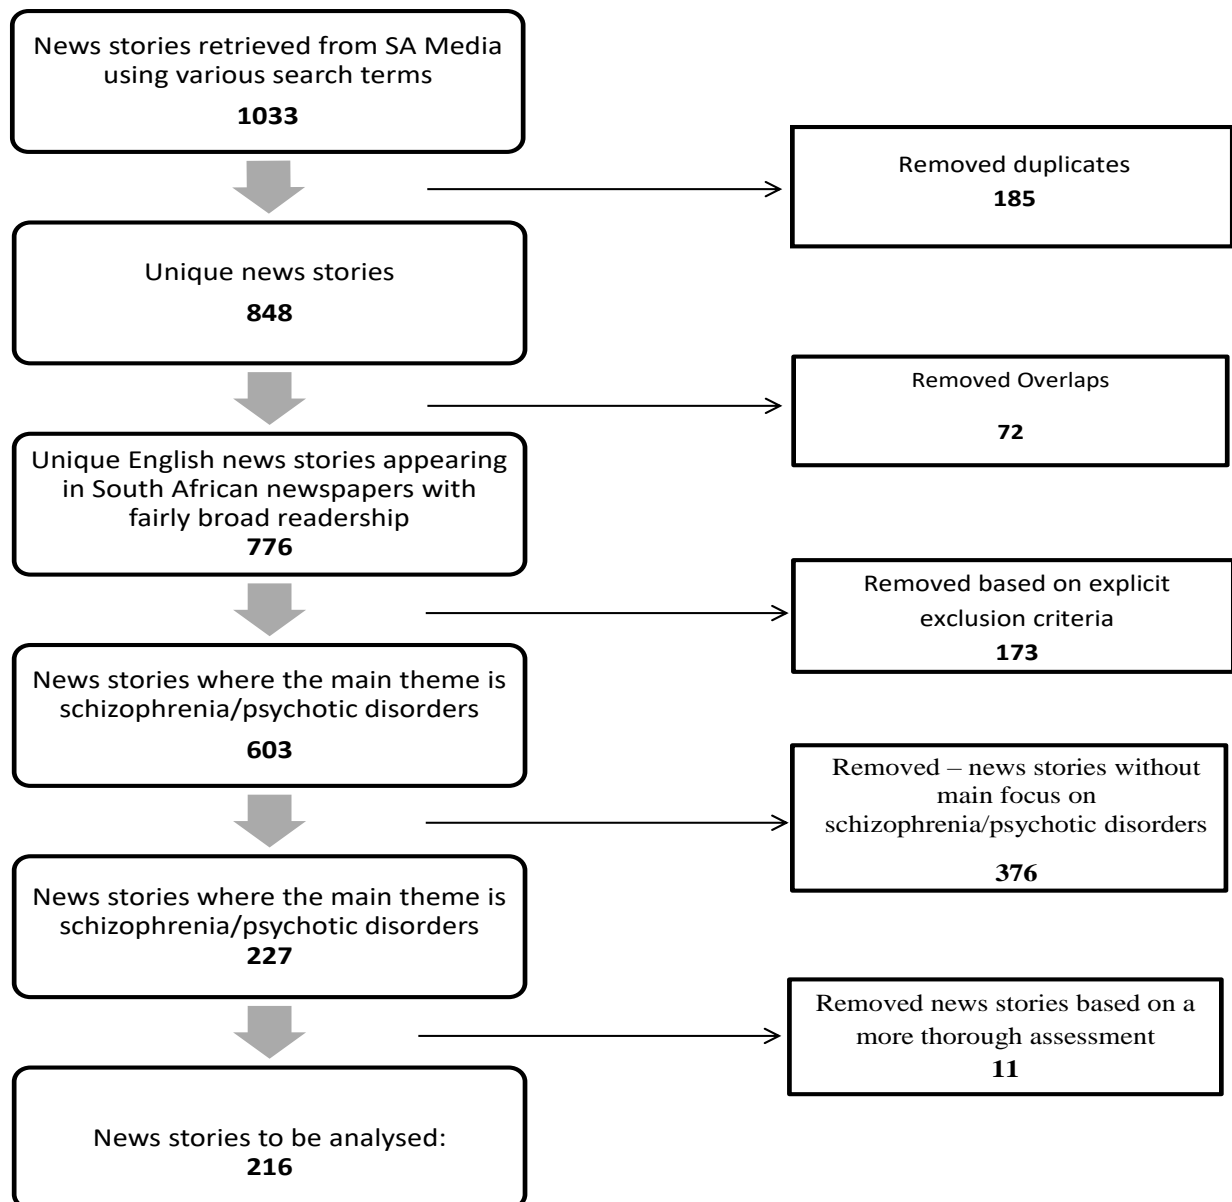 News stories retrieved from SA Media
using various search terms
1033
Removed duplicates
185
Unique news stories
848
Removed Overlaps
72
Unique English news stories appearing
in South African newspapers with
fairly broad readership
776
Removed based on explicit
exclusion criteria
173
News stories where the main theme is
schizophrenia/psychotic disorders
603
Removed – news stories without
main focus on
schizophrenia/psychotic disorders
376
News stories where the main theme is
schizophrenia/psychotic disorders
227
Removed news stories based on a
more thorough assessment
11
News stories to be analysed:
216